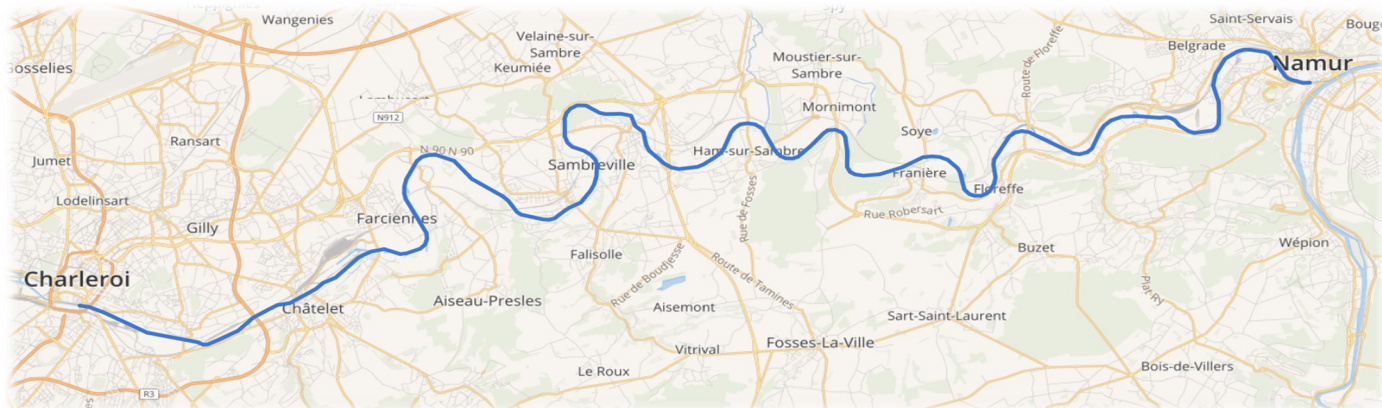 Wangenies
Saint-Servais
Velaine-sur-
Sambre
Keumiée
Belgrade
Moustier-sur-
Sambre
Route de Floreffe
Namur
Mornimont
N912
Ransart
Soye
N 90 N 90
Ham-sur-Sambre
Jumet
Sambreville
Franière
Floreffe
Lodelinsart
Rue de Fosses
Farciennes
Rue Robersart
Gilly
Wépion
Buzet
Falisolle
Rue de Boudjesse
Route de Tamines
Charleroi
Plat Ry
Aiseau-Presles
Aisemont
Châtelet
Sart-Saint-Laurent
Fosses-La-Ville
Vitrival
Bois-de-Villers
Le Roux
R3